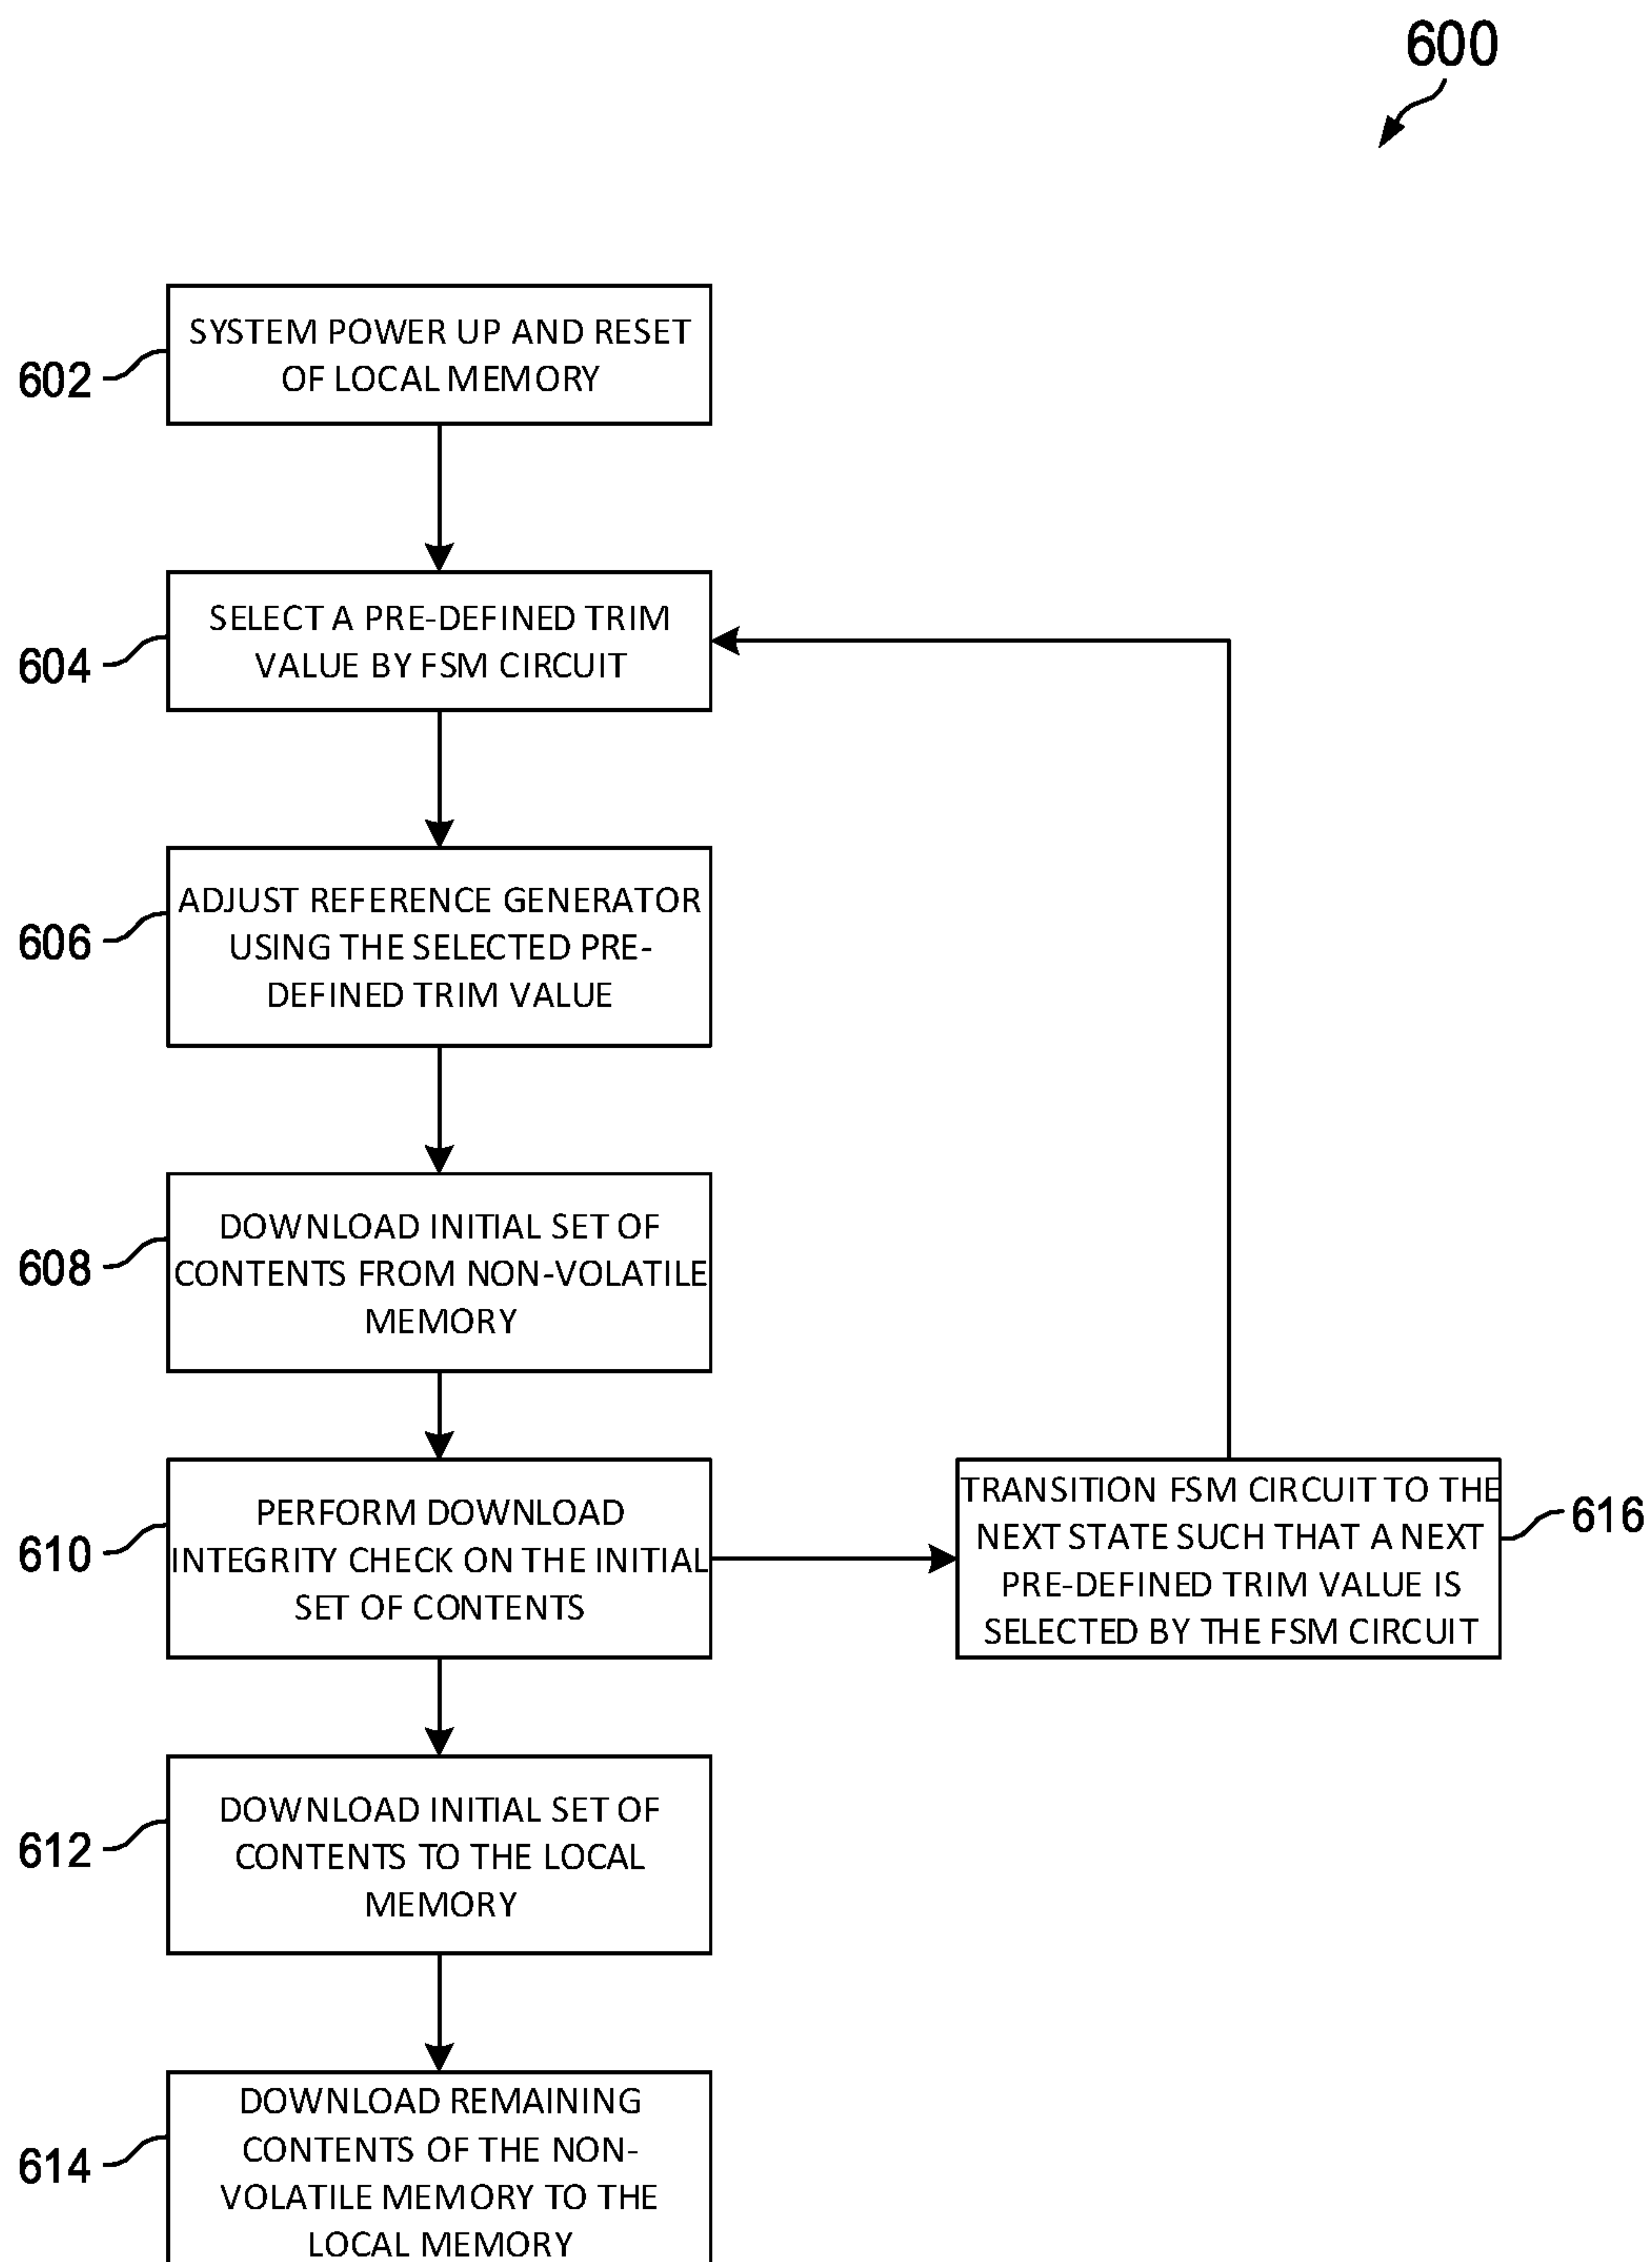 600
SYSTEM POWER UP AND RESET
OF LOCAL MEMORY
602
SELECT A PRE-DEFINED TRIM
VALUE BY FSM CIRCUIT
604
ADJUST REFERENCE GENERATOR
USING THE SELECTED PRE-
DEFINED TRIM VALUE
606
DOWNLOAD INITIAL SET OF
CONTENTS FROM NON-VOLATILE
MEMORY
608
PERFORM DOWNLOAD
INTEGRITY CHECK ON THE INITIAL
SET OF CONTENTS
610
TRANSITION FSM CIRCUIT TO THE
NEXT STATE SUCH THAT A NEXT
PRE-DEFINED TRIM VALUE IS
SELECTED BY THE FSM CIRCUIT
616
DOWNLOAD INITIAL SET OF
CONTENTS TO THE LOCAL
MEMORY
612
DOWNLOAD REMAINING
CONTENTS OF THE NON-
VOLATILE MEMORY TO THE
LOCAL MEMORY
614